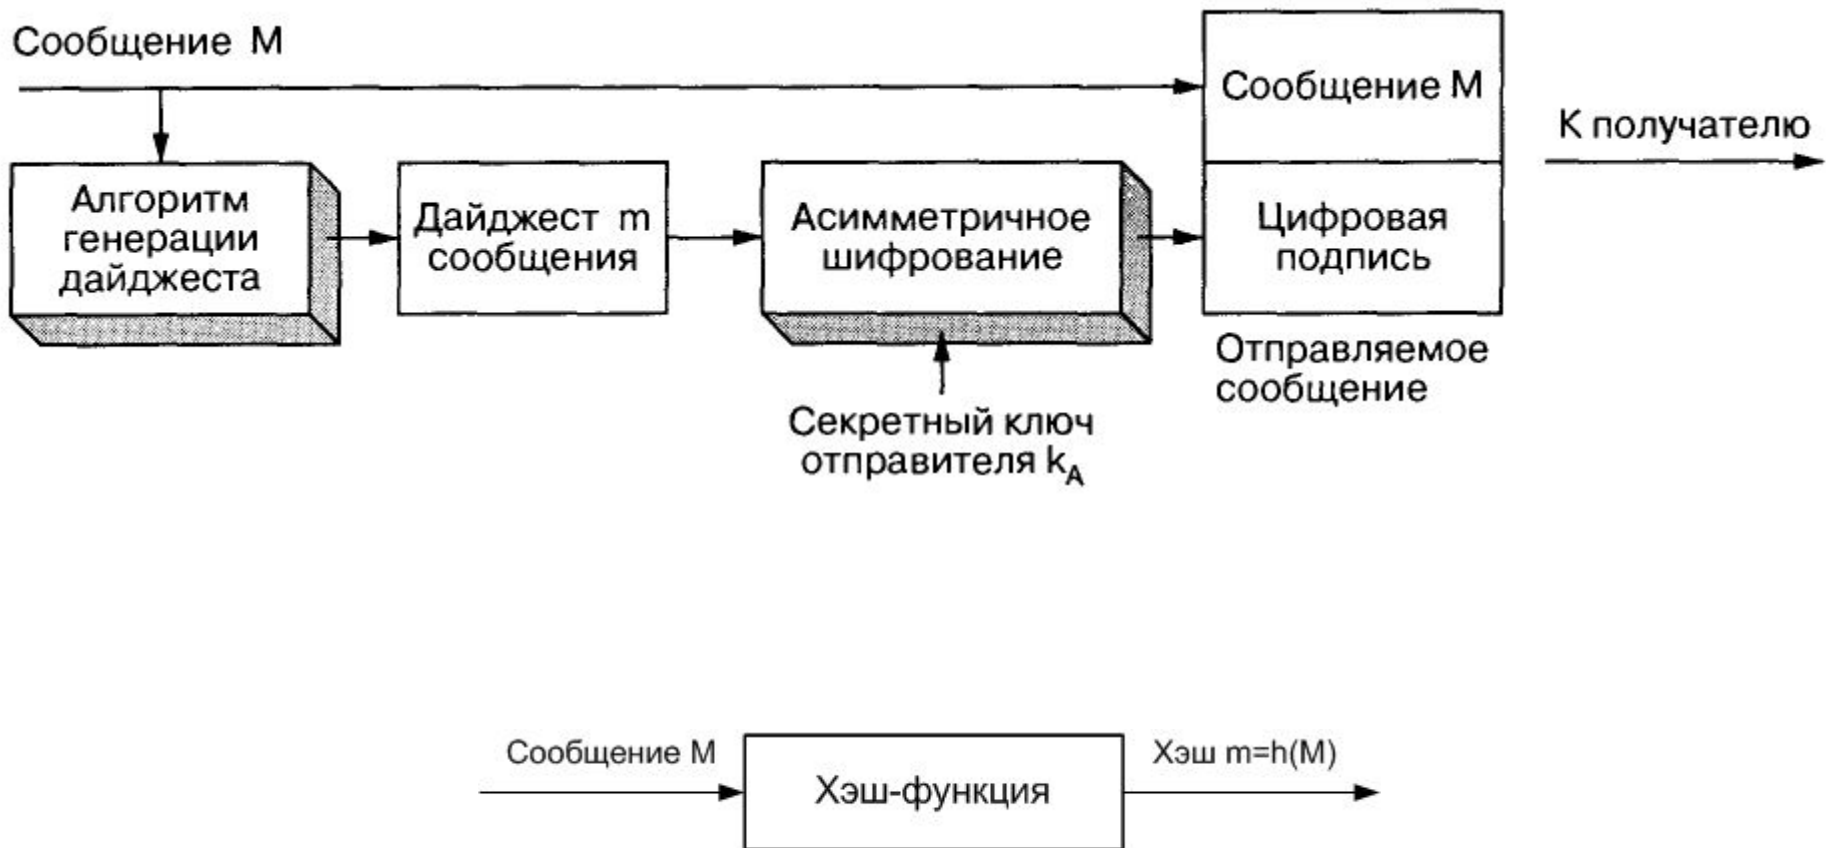 Сообщение М
Сообщение М
К получателю
Алгоритм
генерации
дайджеста
Дайджест m
сообщения
Асимметричное
шифрование
Цифровая
подпись
Отправляемое
сообщение
Секретный ключ
отправителя kА
Сообщение М
Хэш-функция
Хэш m=h(М)